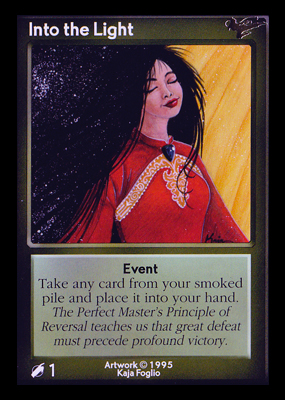 Into the Light
Event
Take any card from your smoked
pile and place it into your hand.
The Perfect Master's Principle of
Reversal teaches us that great defeat
must precede profound victory.
Artwork © 1995
Kaja Foglio
1